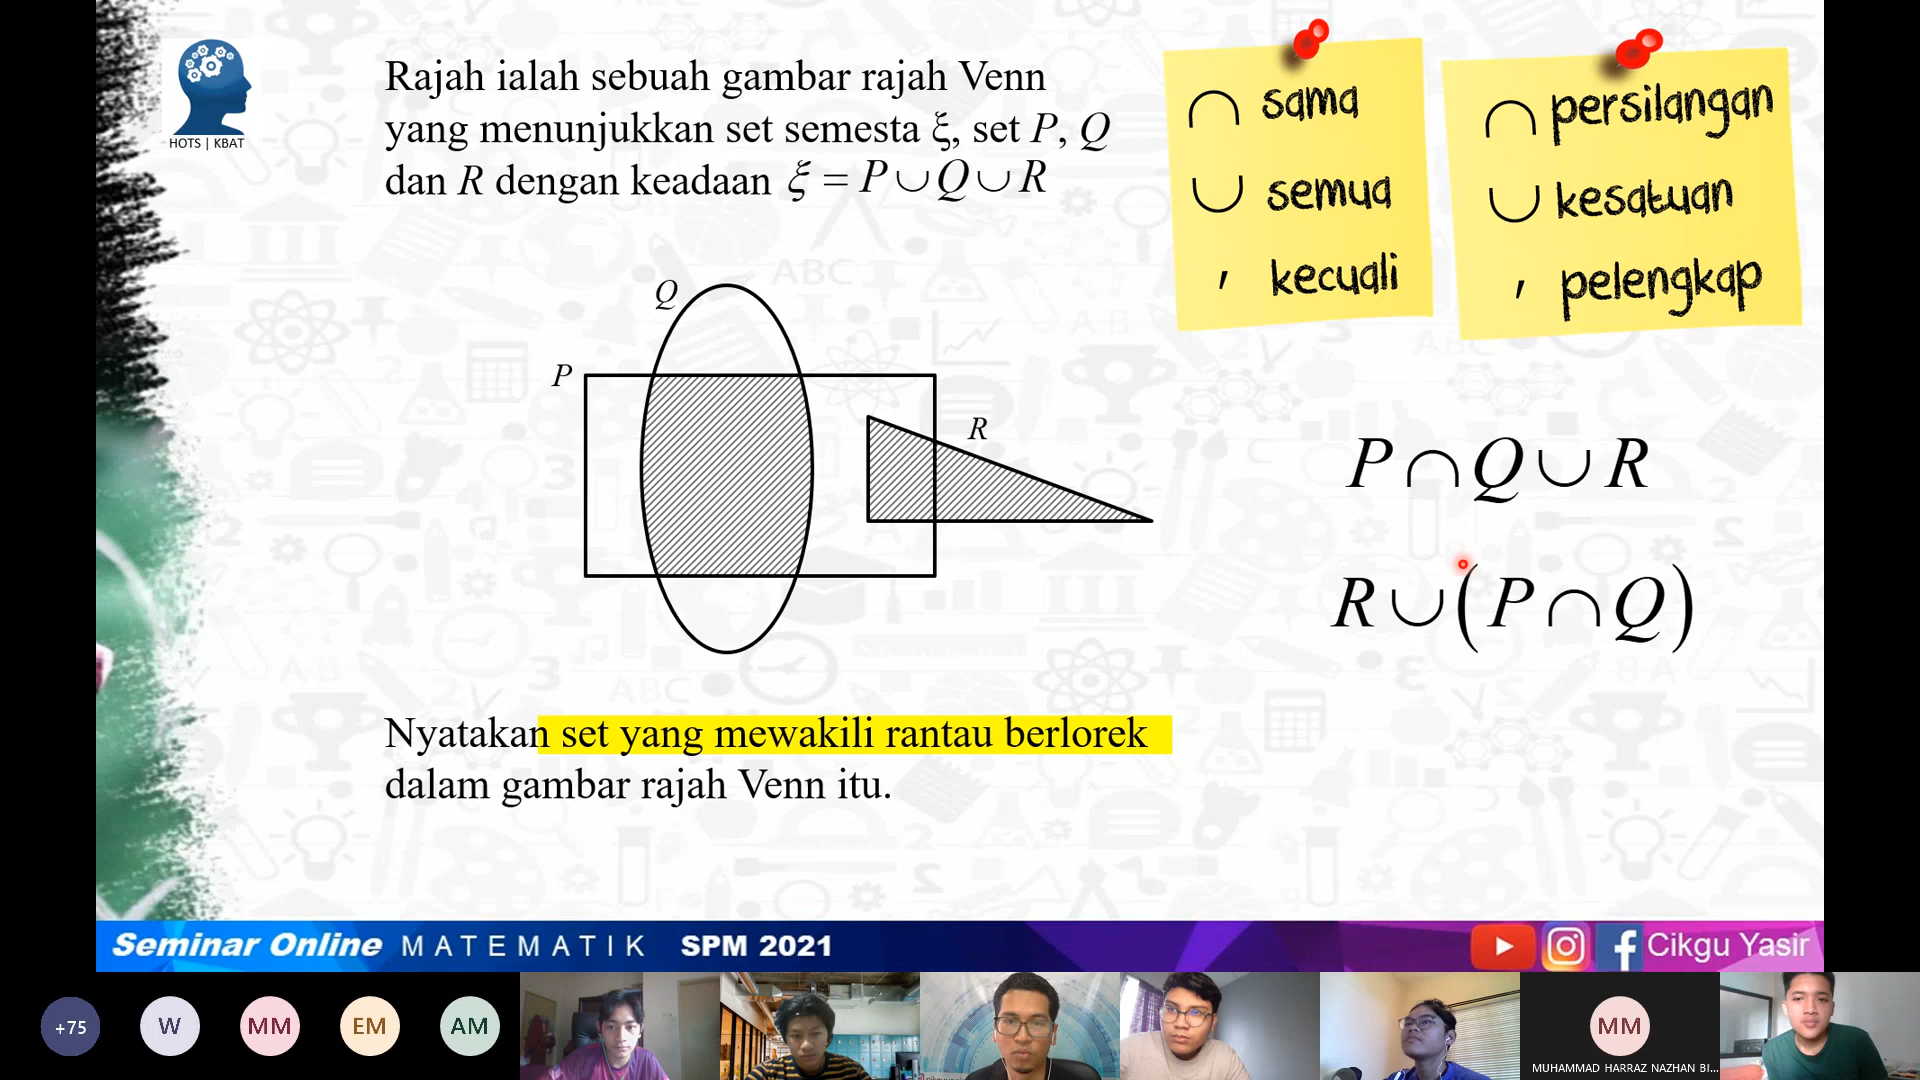 HOTS | KBAT
Rajah ialah sebuah gambar rajah Venn
yang menunjukkan set semesta ξ, set P, Q
dan R dengan keadaan ξ = P∪Q∪R
∩ sama
∪ semua
' kecuali
∩ persilangan
∪ kesatuan
' pelengkap
Q
P
R
P∩Q∪R
R∪(P∩Q)
Nyatakan set yang mewakili rantau berlorek
dalam gambar rajah Venn itu.
Seminar Online MATEMATIK SPM 2021
Cikgu Yasir
+75
W
MM
EM
AM
MM
MUHAMMAD HARRAZ NAZHAN BI...